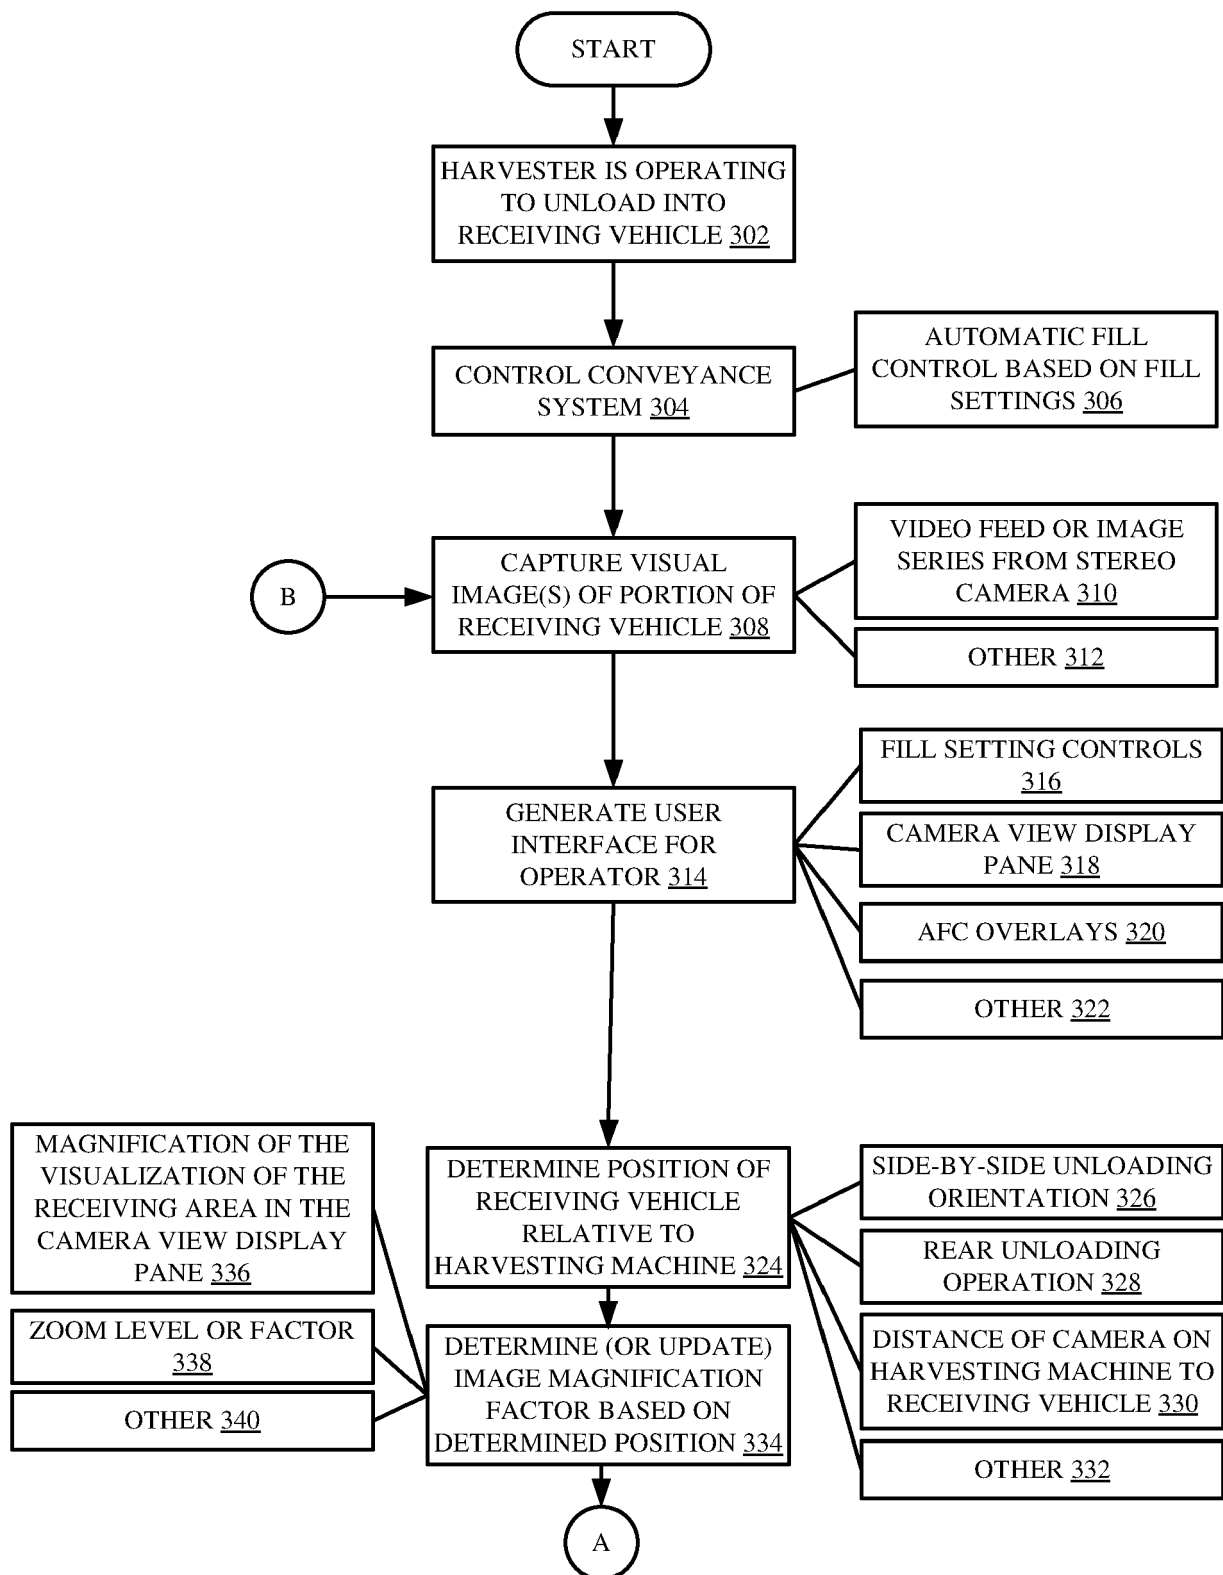 START
HARVESTER IS OPERATING
TO UNLOAD INTO
RECEIVING VEHICLE 302
CONTROL CONVEYANCE
SYSTEM 304
AUTOMATIC FILL
CONTROL BASED ON FILL
SETTINGS 306
B
CAPTURE VISUAL
IMAGE(S) OF PORTION OF
RECEIVING VEHICLE 308
VIDEO FEED OR IMAGE
SERIES FROM STEREO
CAMERA 310
OTHER 312
GENERATE USER
INTERFACE FOR
OPERATOR 314
FILL SETTING CONTROLS
316
CAMERA VIEW DISPLAY
PANE 318
AFC OVERLAYS 320
OTHER 322
DETERMINE POSITION OF
RECEIVING VEHICLE
RELATIVE TO
HARVESTING MACHINE 324
SIDE-BY-SIDE UNLOADING
ORIENTATION 326
REAR UNLOADING
OPERATION 328
DISTANCE OF CAMERA ON
HARVESTING MACHINE TO
RECEIVING VEHICLE 330
OTHER 332
MAGNIFICATION OF THE
VISUALIZATION OF THE
RECEIVING AREA IN THE
CAMERA VIEW DISPLAY
PANE 336
ZOOM LEVEL OR FACTOR
338
OTHER 340
DETERMINE (OR UPDATE)
IMAGE MAGNIFICATION
FACTOR BASED ON
DETERMINED POSITION 334
A